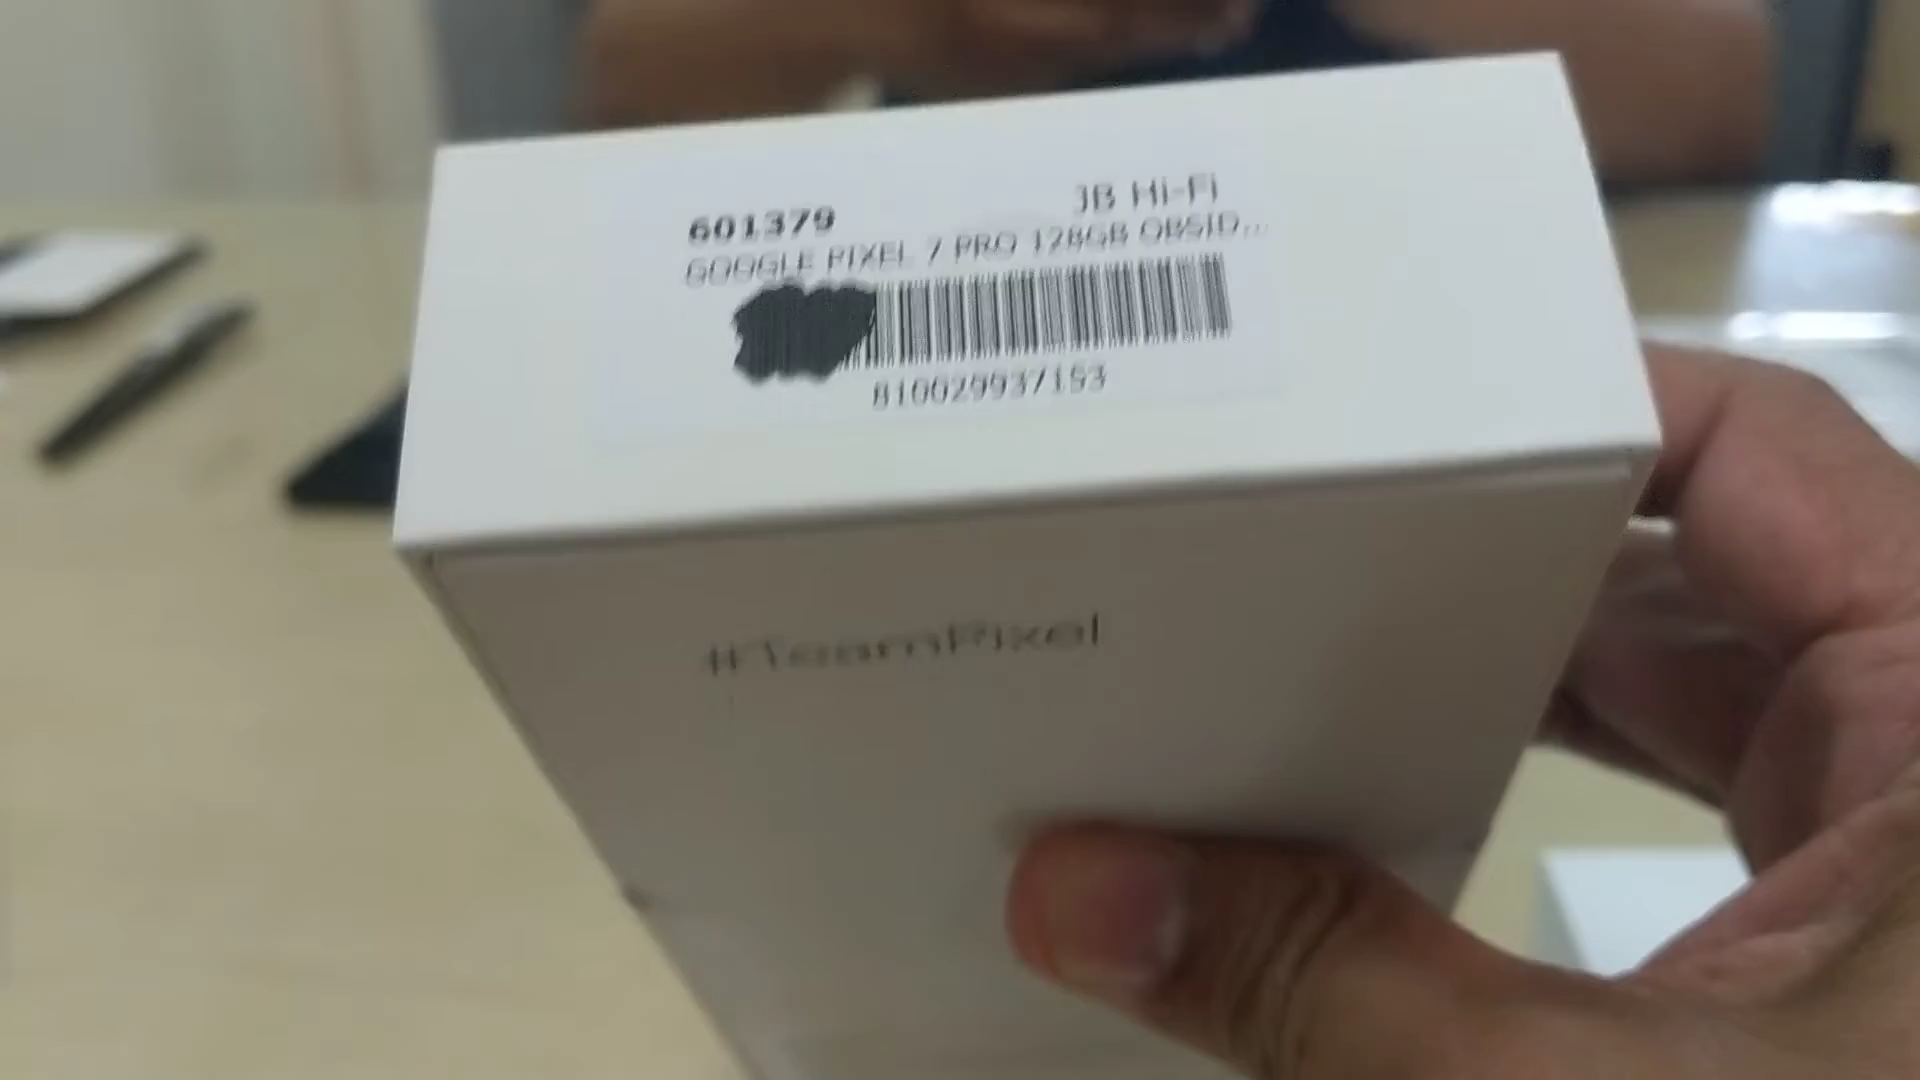 JB Hi-Fi
601379
GOOGLE PIXEL 7 PRO 128GB OBSID...
810029937153
#TeamPixel